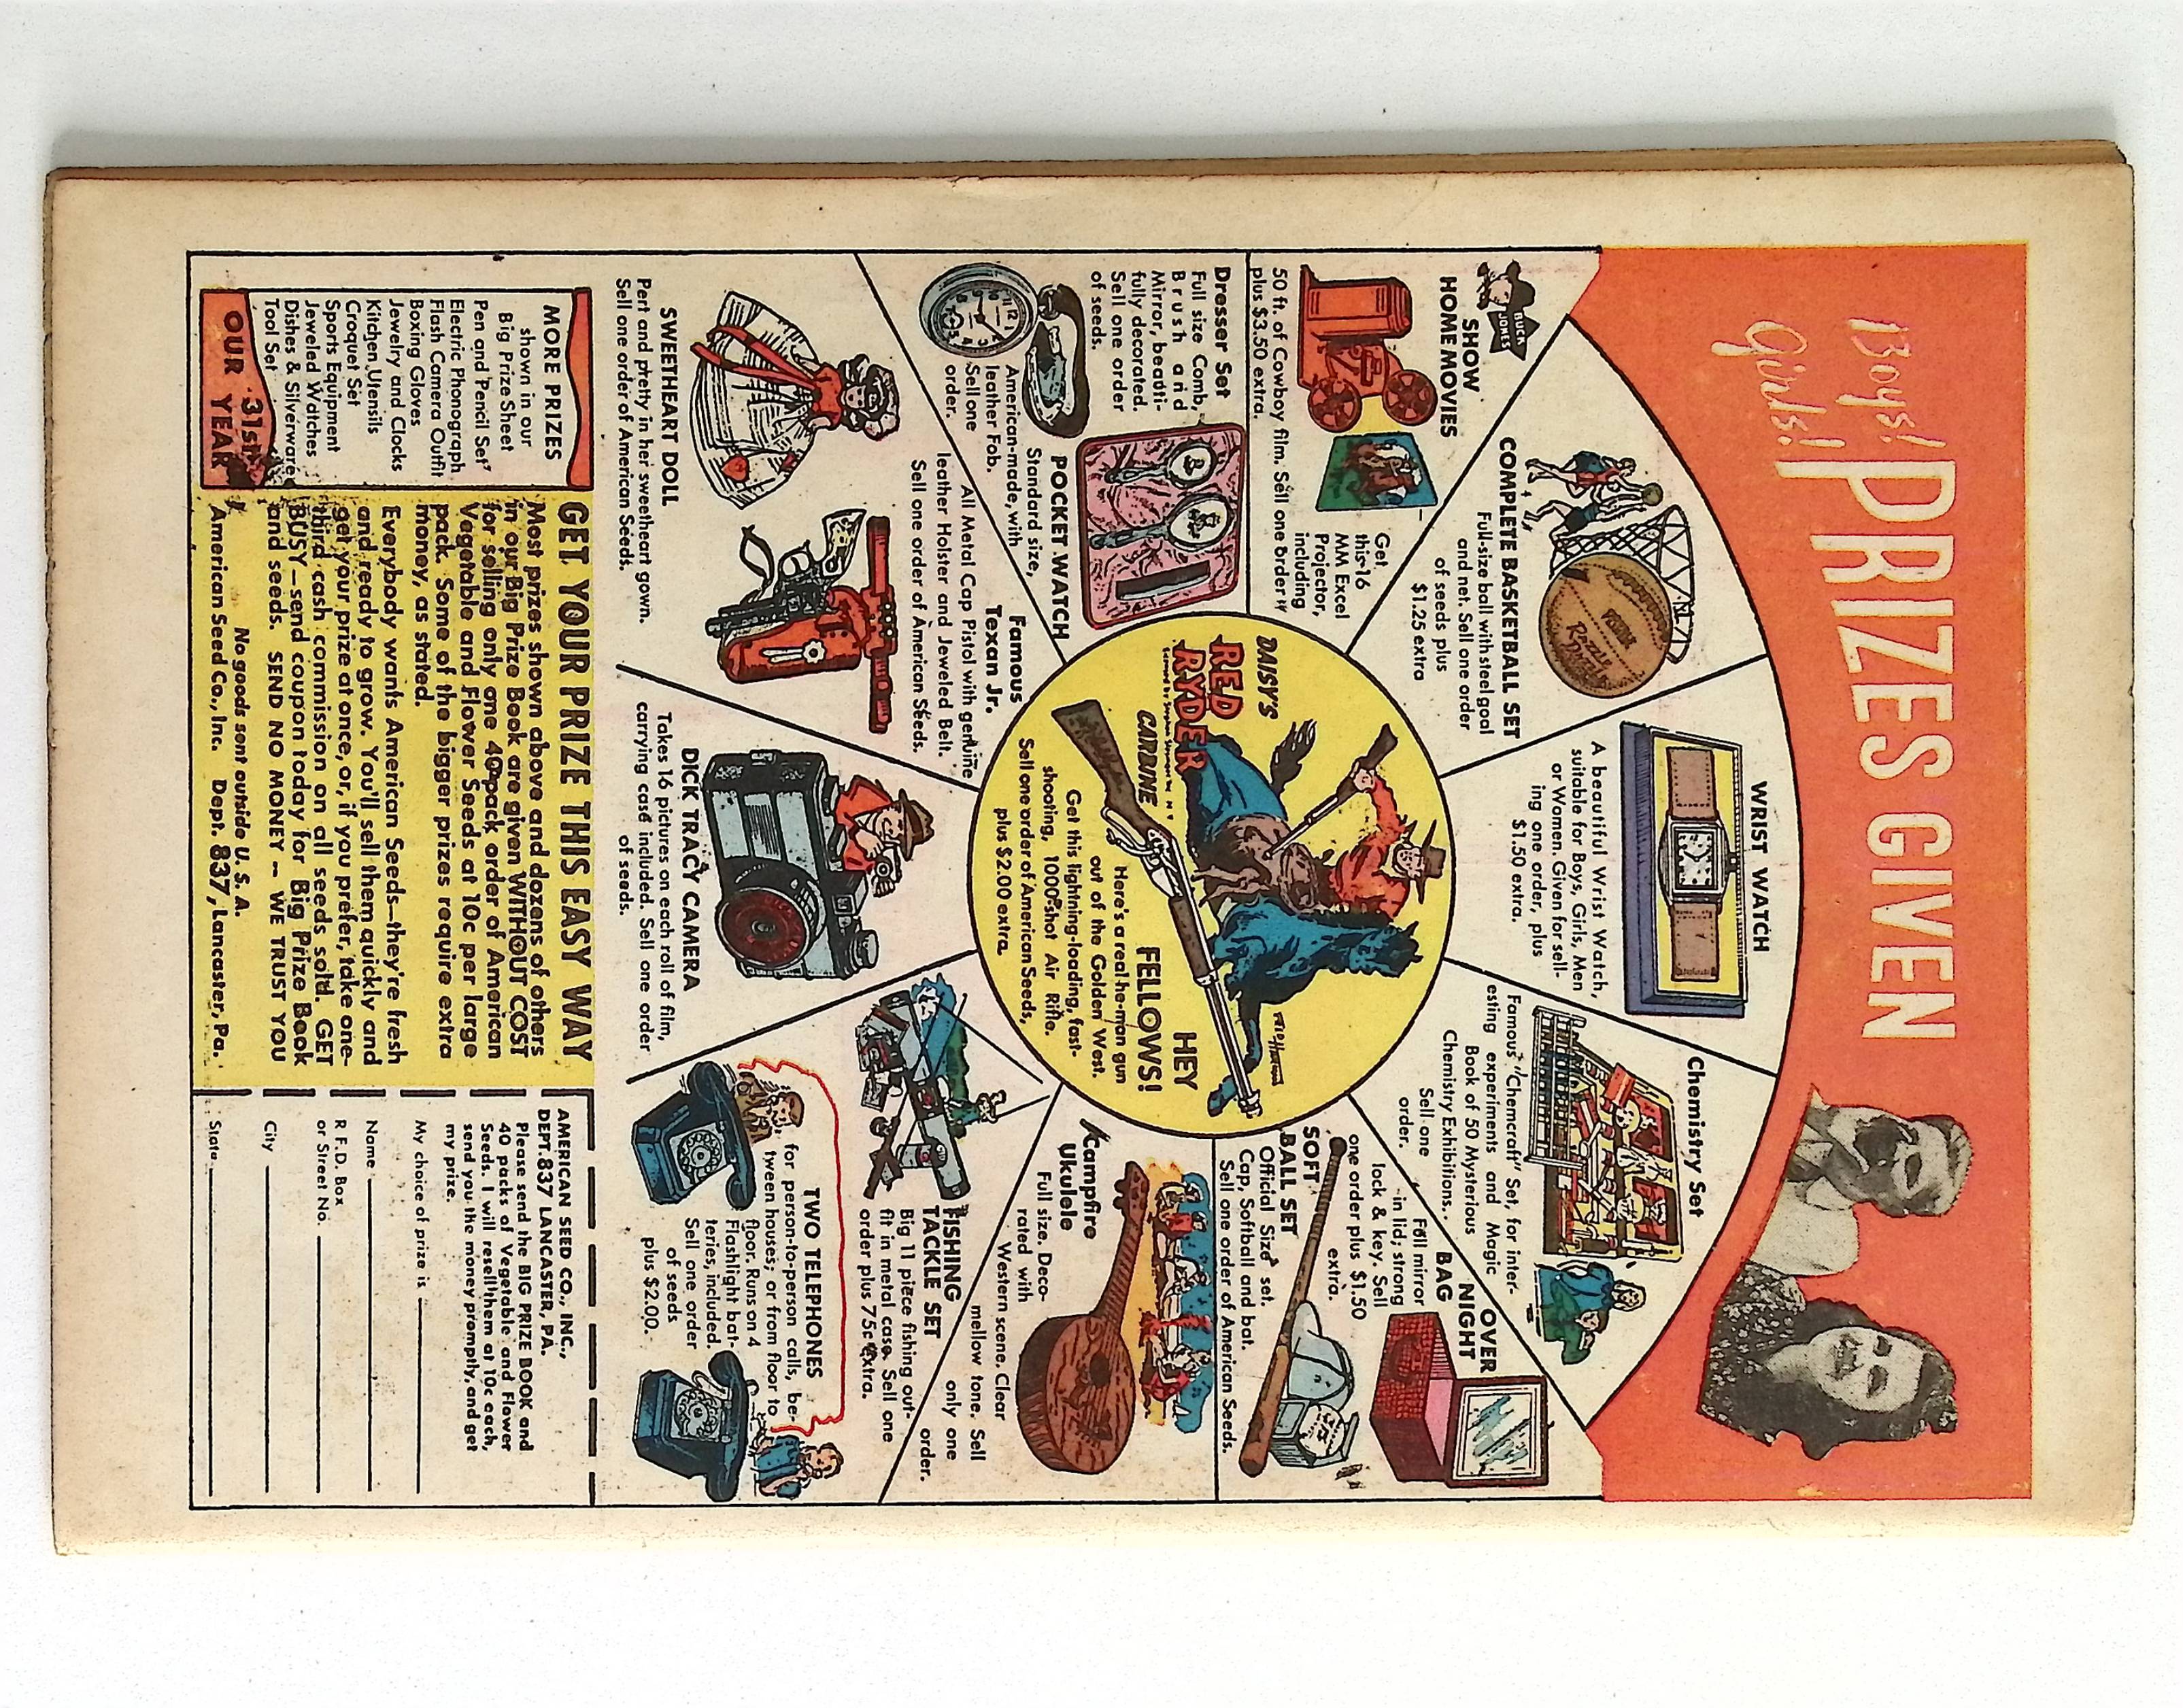 Boys!
Girls!
PRIZES GIVEN
BUCK
JONES
SHOW
HOME MOVIES
Get
this 16
MM Excel
Projector,
including
50 ft. of Cowboy film. Sell one order
plus $3.50 extra.
COMPLETE BASKETBALL SET
Full-size ball with steel goal
and net. Sell one order
of seeds plus
$1.25 extra
WRIST WATCH
A beautiful Wrist Watch,
suitable for Boys, Girls, Men
or Women. Given for sell-
ing one order, plus
$1.50 extra.
Chemistry Set
Famous "Chemcraft" Set, for inter-
esting experiments and Magic
Book of 50 Mysterious
Chemistry Exhibitions.
Sell one
order.
OVER
NIGHT
BAG
Full mirror
in lid; strong
lock & key. Sell
one order plus $1.50
extra.
Dresser Set
Full size Comb,
Brush and
Mirror, beauti-
fully decorated.
Sell one order
of seeds.
DAISY'S
RED
RYDER
CARBINE
FRED HARMAN
HEY
FELLOWS!
Here's a real he-man gun
out of the Golden West.
Get this lightning-loading, fast-
shooting, 1000 shot Air Rifle.
Sell one order of American Seeds,
plus $2.00 extra.
SOFT
BALL SET
Official Size set.
Cap, Softball and bat.
Sell one order of American Seeds.
POCKET WATCH
Standard size,
American-made, with
leather Fob.
Sell one
order.
Campfire
Ukulele
Full size. Deco-
rated with
Western scene. Clear
mellow tone. Sell
only one
order.
Famous
Texan Jr.
All Metal Cap Pistol with genuine
leather Holster and Jeweled Belt.
Sell one order of American Seeds.
FISHING
TACKLE SET
Big 11 piece fishing out-
fit in metal case. Sell one
order plus 75c extra.
SWEETHEART DOLL
Pert and pretty in her sweetheart gown.
Sell one order of American Seeds.
DICK TRACY CAMERA
Takes 16 pictures on each roll of film,
carrying case included. Sell one order
of seeds.
TWO TELEPHONES
for person-to-person calls, be-
tween houses; or from floor to
floor. Runs on 4
Flashlight bat-
teries, included.
Sell one order
of seeds
plus $2.00.
MORE PRIZES
shown in our
Big Prize Sheet
Pen and Pencil Set
Electric Phonograph
Flash Camera Outfit
Boxing Gloves
Jewelry and Clocks
Kitchen Utensils
Croquet Set
Sports Equipment
Jeweled Watches
Dishes & Silverware
Tool Set
OUR 31st
YEAR
GET YOUR PRIZE THIS EASY WAY
Most prizes shown above and dozens of others
in our Big Prize Book are given WITHOUT COST
for selling only one 40-pack order of American
Vegetable and Flower Seeds at 10c per large
pack. Some of the bigger prizes require extra
money, as stated.
Everybody wants American Seeds—they're fresh
and ready to grow. You'll sell them quickly and
get your prize at once, or, if you prefer, take one-
third cash commission on all seeds sold. GET
BUSY—send coupon today for Big Prize Book
and seeds. SEND NO MONEY — WE TRUST YOU
No goods sent outside U. S. A.
American Seed Co., Inc. Dept. 837, Lancaster, Pa.
AMERICAN SEED CO., INC.,
DEPT. 837 LANCASTER, PA.
Please send the BIG PRIZE BOOK and
40 packs of Vegetable and Flower
Seeds. I will resell them at 10c each,
send you the money promptly, and get
my prize.
My choice of prize is
Name
R.F.D. Box
or Street No.
City
State